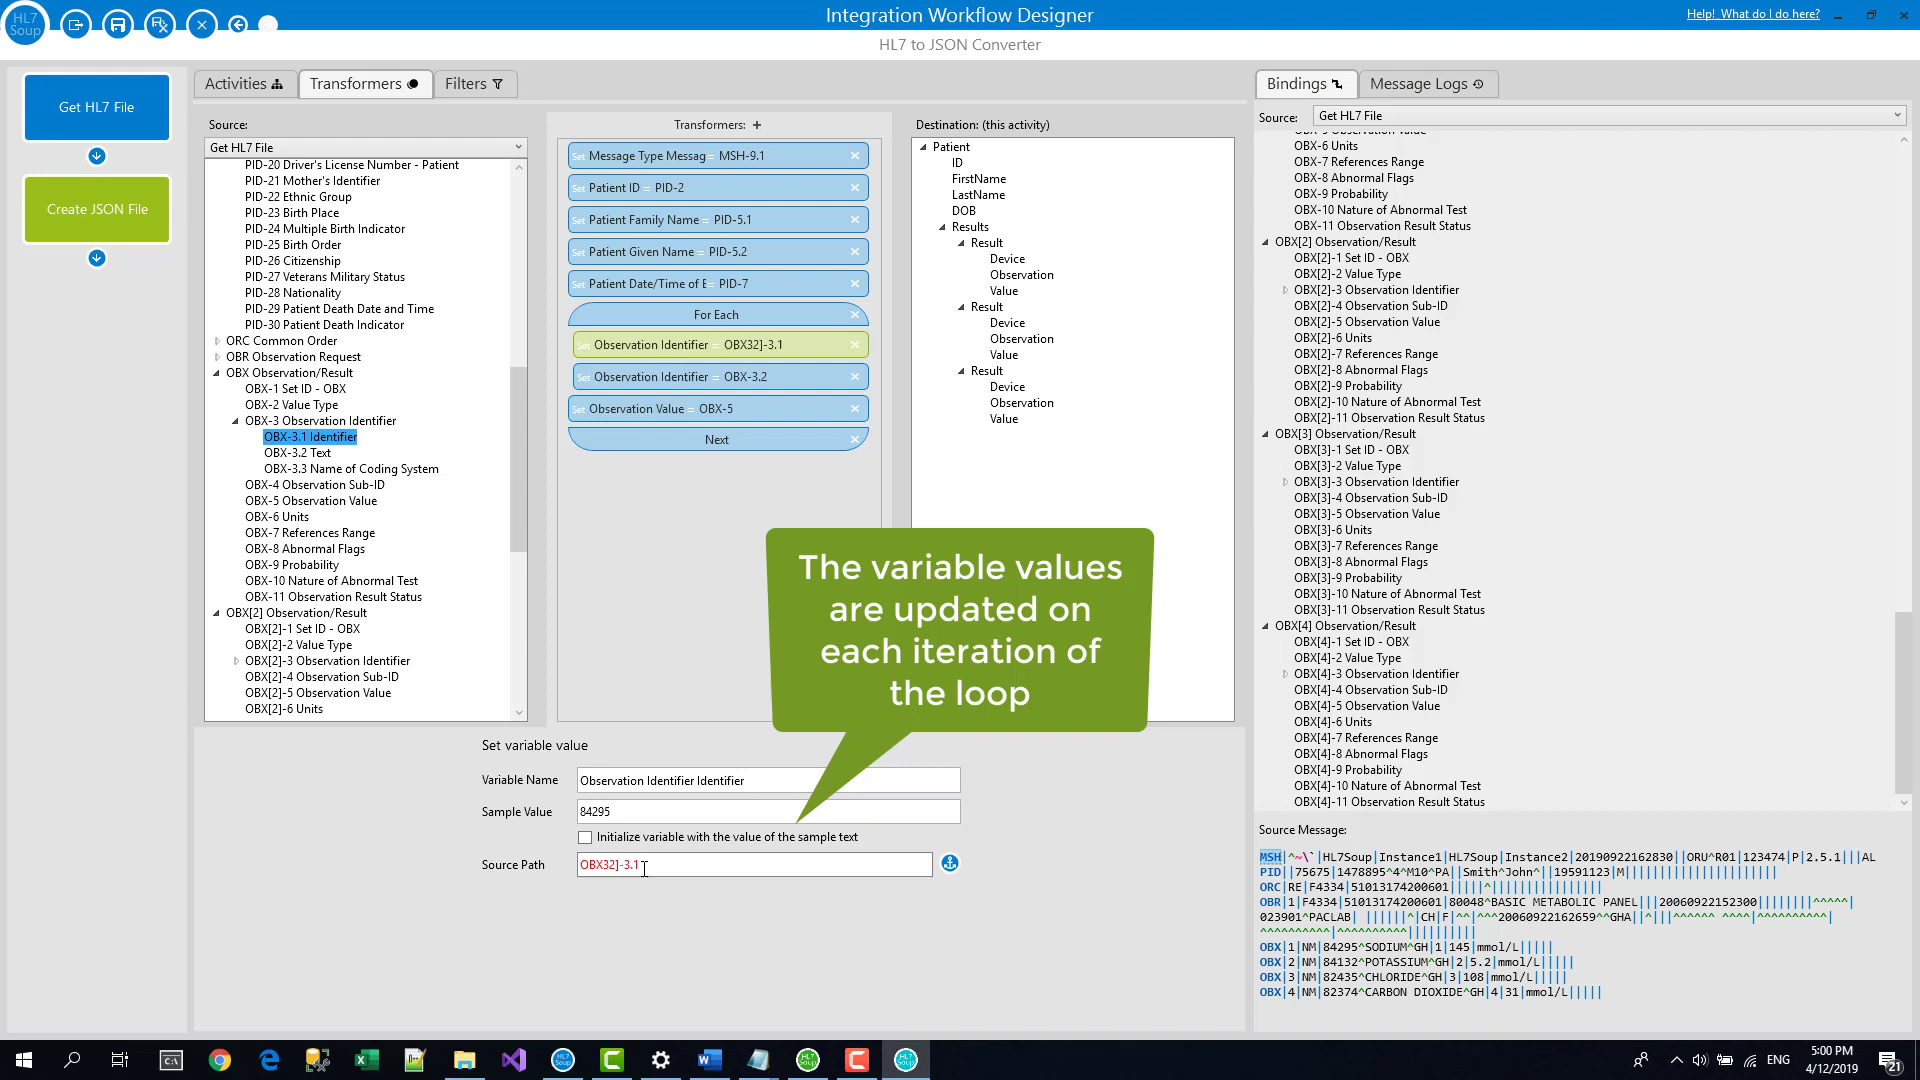 HL7
Soup
Integration Workflow Designer
Help! What do I do here?
HL7 to JSON Converter
Get HL7 File
Create JSON File
Activities
Transformers
Filters
Source:
Get HL7 File
PID-20 Driver's License Number - Patient
PID-21 Mother's Identifier
PID-22 Ethnic Group
PID-23 Birth Place
PID-24 Multiple Birth Indicator
PID-25 Birth Order
PID-26 Citizenship
PID-27 Veterans Military Status
PID-28 Nationality
PID-29 Patient Death Date and Time
PID-30 Patient Death Indicator
ORC Common Order
OBR Observation Request
OBX Observation/Result
OBX-1 Set ID - OBX
OBX-2 Value Type
OBX-3 Observation Identifier
OBX-3.1 Identifier
OBX-3.2 Text
OBX-3.3 Name of Coding System
OBX-4 Observation Sub-ID
OBX-5 Observation Value
OBX-6 Units
OBX-7 References Range
OBX-8 Abnormal Flags
OBX-9 Probability
OBX-10 Nature of Abnormal Test
OBX-11 Observation Result Status
OBX[2] Observation/Result
OBX[2]-1 Set ID - OBX
OBX[2]-2 Value Type
OBX[2]-3 Observation Identifier
OBX[2]-4 Observation Sub-ID
OBX[2]-5 Observation Value
OBX[2]-6 Units
Transformers: +
Set Message Type Messag = MSH-9.1
Set Patient ID = PID-2
Set Patient Family Name = PID-5.1
Set Patient Given Name = PID-5.2
Set Patient Date/Time of B = PID-7
For Each
Set Observation Identifier = OBX32]-3.1
Set Observation Identifier = OBX-3.2
Set Observation Value = OBX-5
Next
Destination: (this activity)
Patient
ID
FirstName
LastName
DOB
Results
Result
Device
Observation
Value
Result
Device
Observation
Value
Result
Device
Observation
Value
The variable values
are updated on
each iteration of
the loop
Set variable value
Variable Name
Observation Identifier Identifier
Sample Value
84295
Initialize variable with the value of the sample text
Source Path
OBX32]-3.1
Bindings
Message Logs
Source:
Get HL7 File
OBX-5 Observation Value
OBX-6 Units
OBX-7 References Range
OBX-8 Abnormal Flags
OBX-9 Probability
OBX-10 Nature of Abnormal Test
OBX-11 Observation Result Status
OBX[2] Observation/Result
OBX[2]-1 Set ID - OBX
OBX[2]-2 Value Type
OBX[2]-3 Observation Identifier
OBX[2]-4 Observation Sub-ID
OBX[2]-5 Observation Value
OBX[2]-6 Units
OBX[2]-7 References Range
OBX[2]-8 Abnormal Flags
OBX[2]-9 Probability
OBX[2]-10 Nature of Abnormal Test
OBX[2]-11 Observation Result Status
OBX[3] Observation/Result
OBX[3]-1 Set ID - OBX
OBX[3]-2 Value Type
OBX[3]-3 Observation Identifier
OBX[3]-4 Observation Sub-ID
OBX[3]-5 Observation Value
OBX[3]-6 Units
OBX[3]-7 References Range
OBX[3]-8 Abnormal Flags
OBX[3]-9 Probability
OBX[3]-10 Nature of Abnormal Test
OBX[3]-11 Observation Result Status
OBX[4] Observation/Result
OBX[4]-1 Set ID - OBX
OBX[4]-2 Value Type
OBX[4]-3 Observation Identifier
OBX[4]-4 Observation Sub-ID
OBX[4]-5 Observation Value
OBX[4]-6 Units
OBX[4]-7 References Range
OBX[4]-8 Abnormal Flags
OBX[4]-9 Probability
OBX[4]-10 Nature of Abnormal Test
OBX[4]-11 Observation Result Status
Source Message:
MSH|^~\`|HL7Soup|Instance1|HL7Soup|Instance2|20190922162830||ORU^R01|123474|P|2.5.1|||AL
PID||75675|1478895^4^M10^PA||Smith^John^||19591123|M||||||||||||||||||||||
ORC|RE|F4334|51013174200601|||||^||||||||||||||||
OBR|1|F4334|51013174200601|80048^BASIC METABOLIC PANEL|||20060922152300||||||||^^^^^|
023901^PACLAB| ||||||^|CH|F|^^|^^^20060922162659^^GHA||^|||^^^^^^ ^^^^|^^^^^^^^^^|
^^^^^^^^^^|^^^^^^^^^^||||||||||
OBX|1|NM|84295^SODIUM^GH|1|145|mmol/L|||||
OBX|2|NM|84132^POTASSIUM^GH|2|5.2|mmol/L|||||
OBX|3|NM|82435^CHLORIDE^GH|3|108|mmol/L|||||
OBX|4|NM|82374^CARBON DIOXIDE^GH|4|31|mmol/L|||||
ENG
5:00 PM
4/12/2019
21